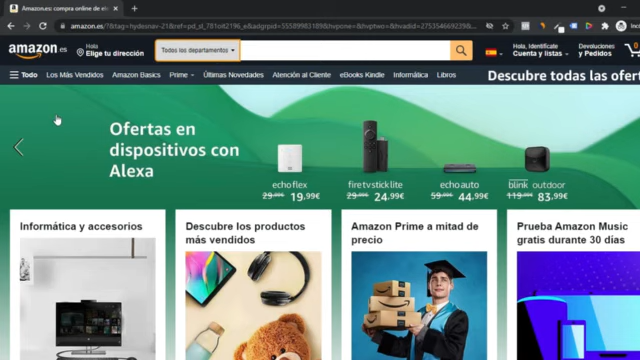 Amazon.es: compra online de ele
amazon.es
Incógnito
amazon.es
Hola
Elige tu dirección
Todos los departamentos
Hola, Identifícate
Cuenta y listas
Devoluciones
y Pedidos
0
Todo
Los Más Vendidos
Amazon Basics
Prime
Últimas Novedades
Atención al Cliente
eBooks Kindle
Informática
Libros
Descubre todas las ofert
Ofertas en
dispositivos con
Alexa
echo flex
29,99€ 19,99€
fire tv stick lite
29,99€ 24,99€
echo auto
59,99€ 44,99€
blink outdoor
119,99€ 83,99€
Informática y accesorios
Descubre los productos
más vendidos
Amazon Prime a mitad de
precio
Prueba Amazon Music
gratis durante 30 días